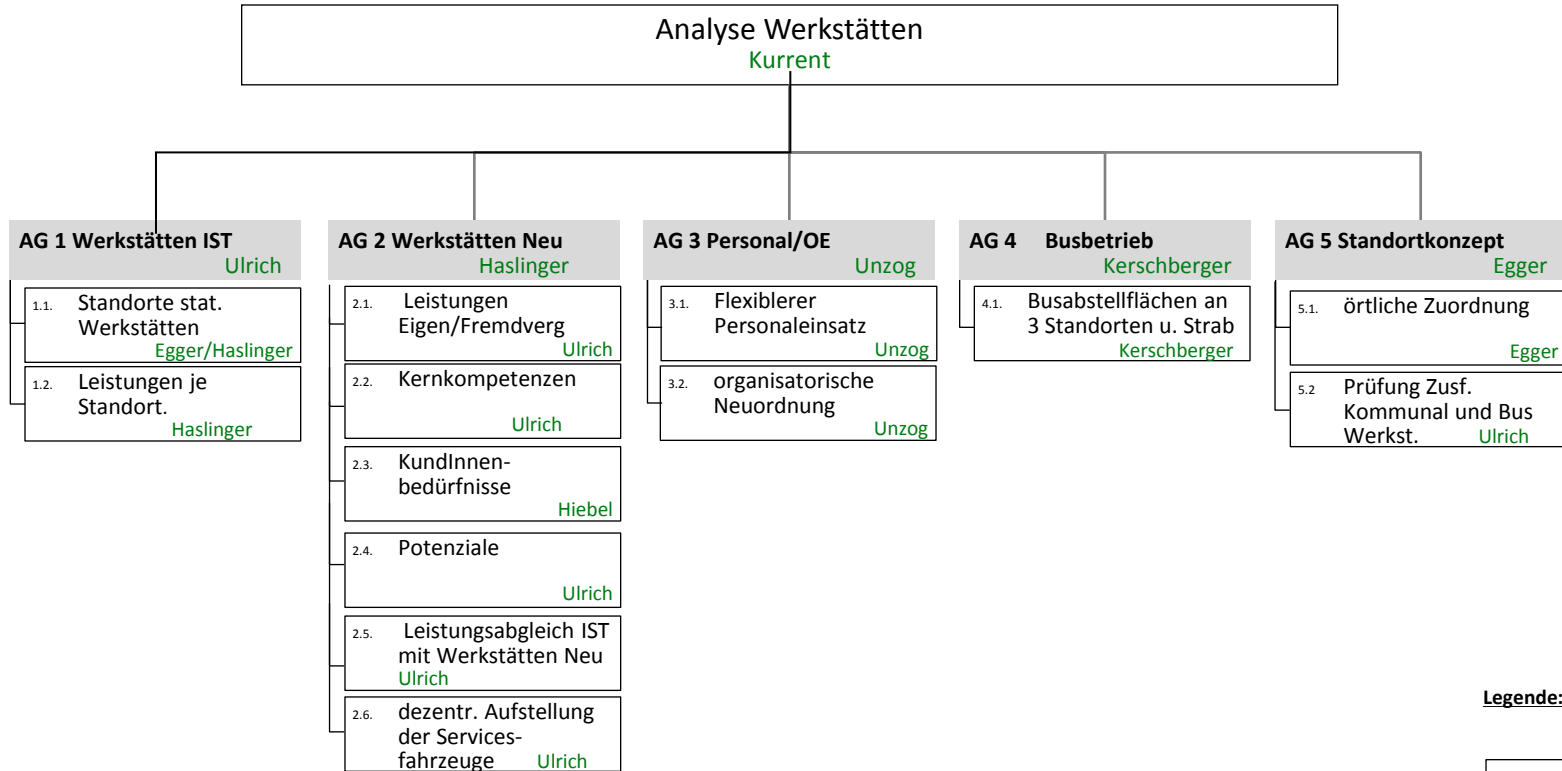 Analyse Werkstätten
Kurrent
AG 1 Werkstätten IST
Ulrich
1.1. Standorte stat.
Werkstätten
Egger/Haslinger
1.2. Leistungen je
Standort.
Haslinger
AG 2 Werkstätten Neu
Haslinger
2.1. Leistungen
Eigen/Fremdverg
Ulrich
2.2. Kernkompetenzen
Ulrich
2.3. KundInnen-
bedürfnisse
Hiebel
2.4. Potenziale
Ulrich
2.5. Leistungsabgleich IST
mit Werkstätten Neu
Ulrich
2.6. dezentr. Aufstellung
der Services-
fahrzeuge Ulrich
AG 3 Personal/OE
Unzog
3.1. Flexiblerer
Personaleinsatz
Unzog
3.2. organisatorische
Neuordnung
Unzog
AG 4 Busbetrieb
Kerschberger
4.1. Busabstellflächen an
3 Standorten u. Strab
Kerschberger
AG 5 Standortkonzept
Egger
5.1. örtliche Zuordnung
Egger
5.2 Prüfung Zusf.
Kommunal und Bus
Werkst. Ulrich
Legende: